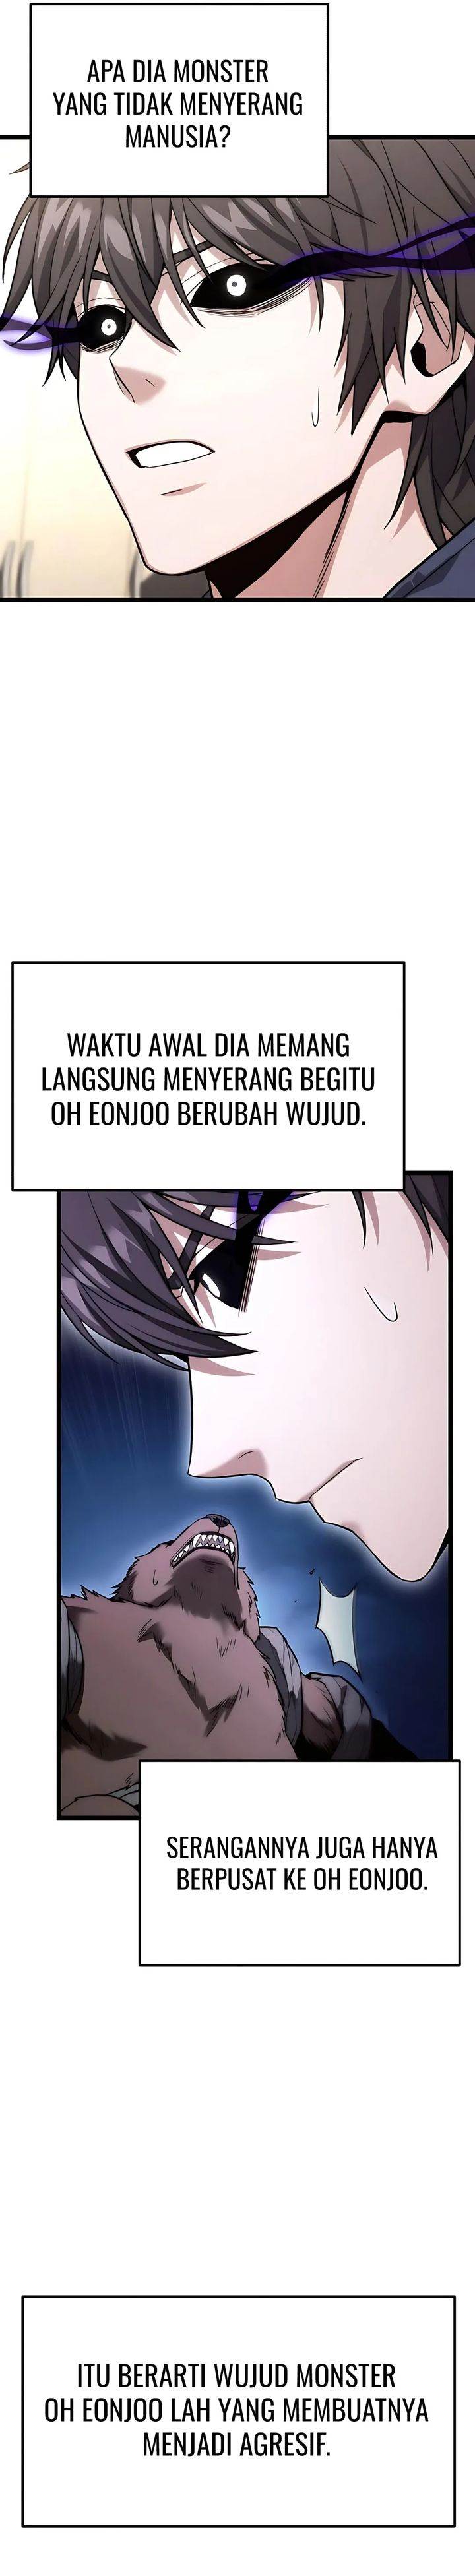 APA DIA MONSTER
YANG TIDAK MENYERANG
MANUSIA?
WAKTU AWAL DIA MEMANG
LANGSUNG MENYERANG BEGITU
OH EONJOO BERUBAH WUJUD.
SERANGANNYA JUGA HANYA
BERPUSAT KE OH EONJOO.
ITU BERARTI WUJUD MONSTER
OH EONJOO LAH YANG MEMBUATNYA
MENJADI AGRESIF.